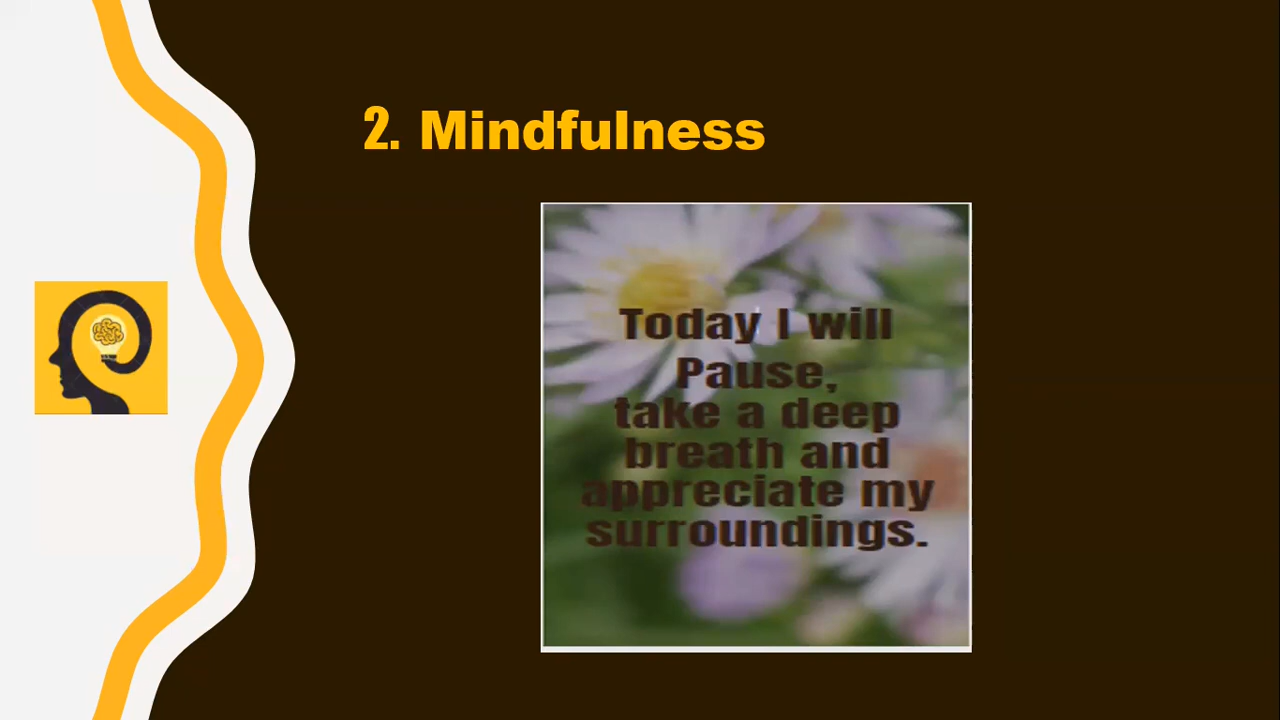 2. Mindfulness
Today I will
Pause,
take a deep
breath and
appreciate my
surroundings.